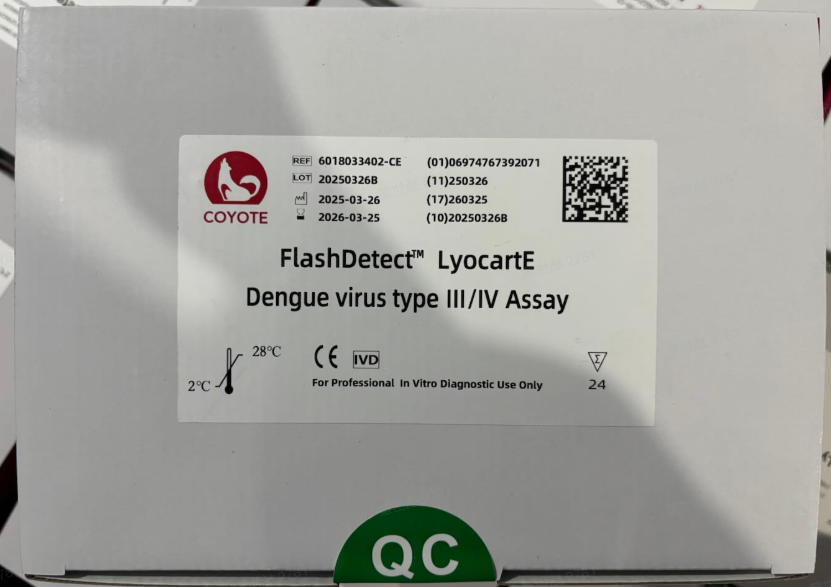 COYOTE
REF 6018033402-CE (01)06974767392071
LOT 20250326B (11)250326
2025-03-26 (17)260325
2026-03-25 (10)20250326B
FlashDetect™ LyocartE
Dengue virus type III/IV Assay
2°C 28°C
CE IVD
Σ
24
For Professional In Vitro Diagnostic Use Only
QC